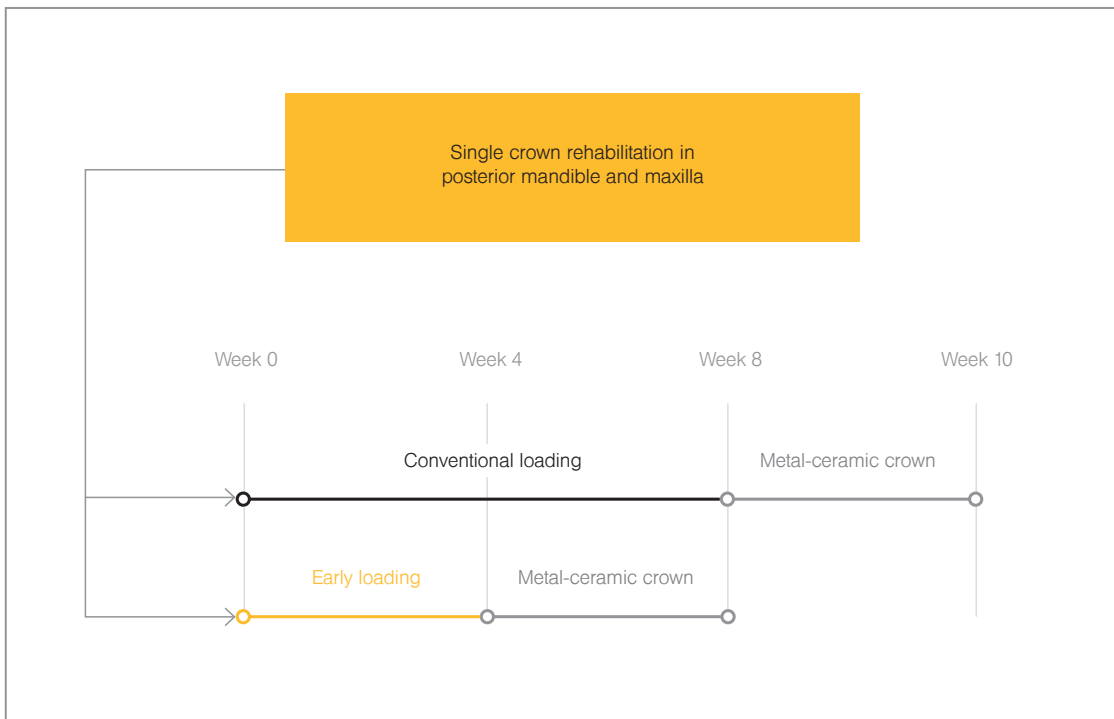 Single crown rehabilitation in
posterior mandible and maxilla
Week 0
Week 4
Week 8
Week 10
Conventional loading
Metal-ceramic crown
Early loading
Metal-ceramic crown